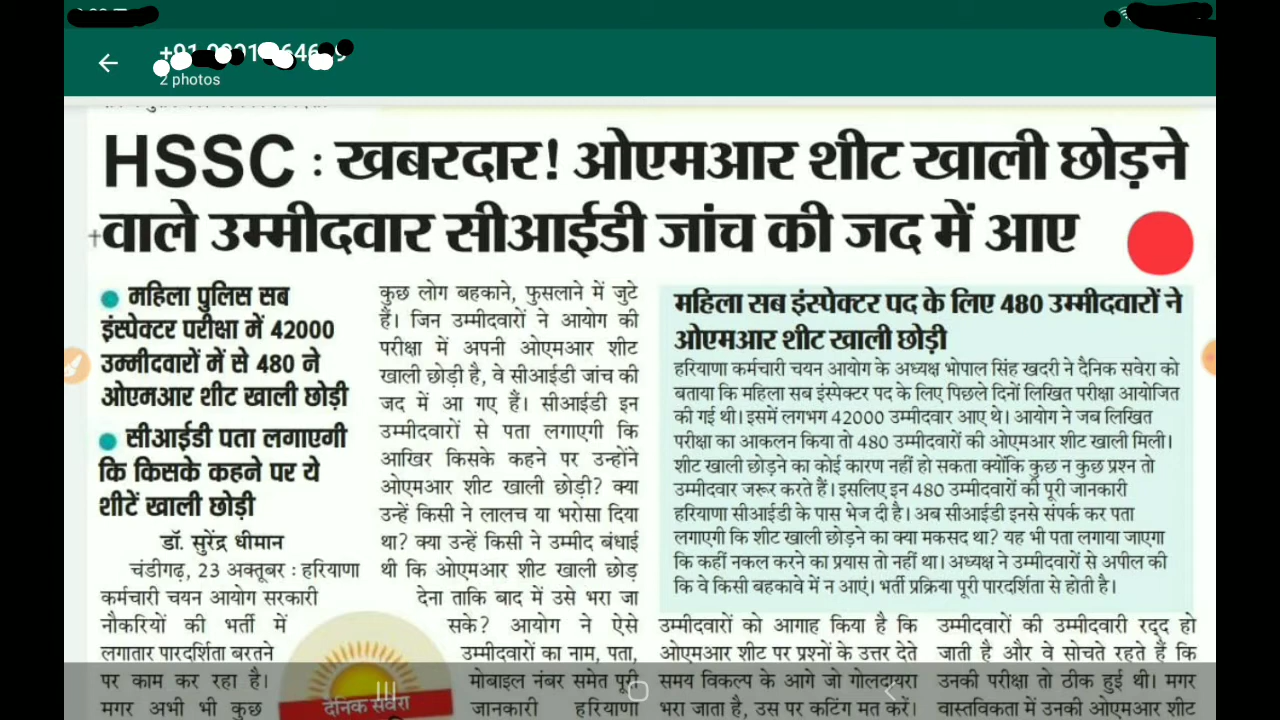 2 photos
HSSC : खबरदार! ओएमआर शीट खाली छोड़ने
वाले उम्मीदवार सीआईडी जांच की जद में आए
महिला पुलिस सब
इंस्पेक्टर परीक्षा में 42000
उम्मीदवारों में से 480 ने
ओएमआर शीट खाली छोड़ी
सीआईडी पता लगाएगी
कि किसके कहने पर ये
शीटें खाली छोड़ी
डॉ. सुरेंद्र धीमान
चंडीगढ़, 23 अक्तूबर : हरियाणा
कर्मचारी चयन आयोग सरकारी
नौकरियों की भर्ती में
लगातार पारदर्शिता बरतने
पर काम कर रहा है।
मगर अभी भी कुछ
दैनिक सवेरा
कुछ लोग बहकाने, फुसलाने में जुटे
हैं। जिन उम्मीदवारों ने आयोग की
परीक्षा में अपनी ओएमआर शीट
खाली छोड़ी है, वे सीआईडी जांच की
जद में आ गए हैं। सीआईडी इन
उम्मीदवारों से पता लगाएगी कि
आखिर किसके कहने पर उन्होंने
ओएमआर शीट खाली छोड़ी? क्या
उन्हें किसी ने लालच या भरोसा दिया
था? क्या उन्हें किसी ने उम्मीद बंधाई
थी कि ओएमआर शीट खाली छोड़
देना ताकि बाद में उसे भरा जा
सके? आयोग ने ऐसे
उम्मीदवारों का नाम, पता,
मोबाइल नंबर समेत पूरी
जानकारी हरियाणा
महिला सब इंस्पेक्टर पद के लिए 480 उम्मीदवारों ने
ओएमआर शीट खाली छोड़ी
हरियाणा कर्मचारी चयन आयोग के अध्यक्ष भोपाल सिंह खदरी ने दैनिक सवेरा को
बताया कि महिला सब इंस्पेक्टर पद के लिए पिछले दिनों लिखित परीक्षा आयोजित
की गई थी। इसमें लगभग 42000 उम्मीदवार आए थे। आयोग ने जब लिखित
परीक्षा का आकलन किया तो 480 उम्मीदवारों की ओएमआर शीट खाली मिली।
शीट खाली छोड़ने का कोई कारण नहीं हो सकता क्योंकि कुछ न कुछ प्रश्न तो
उम्मीदवार जरूर करते हैं। इसलिए इन 480 उम्मीदवारों की पूरी जानकारी
हरियाणा सीआईडी के पास भेज दी है। अब सीआईडी इनसे संपर्क कर पता
लगाएगी कि शीट खाली छोड़ने का क्या मकसद था? यह भी पता लगाया जाएगा
कि कहीं नकल करने का प्रयास तो नहीं था। अध्यक्ष ने उम्मीदवारों से अपील की
कि वे किसी बहकावे में न आएं। भर्ती प्रक्रिया पूरी पारदर्शिता से होती है।
उम्मीदवारों को आगाह किया है कि
ओएमआर शीट पर प्रश्नों के उत्तर देते
समय विकल्प के आगे जो गोलदायरा
भरा जाता है, उस पर कटिंग मत करें।
उम्मीदवारों की उम्मीदवारी रद्द हो
जाती है और वे सोचते रहते हैं कि
उनकी परीक्षा तो ठीक हुई थी। मगर
वास्तविकता में उनकी ओएमआर शीट